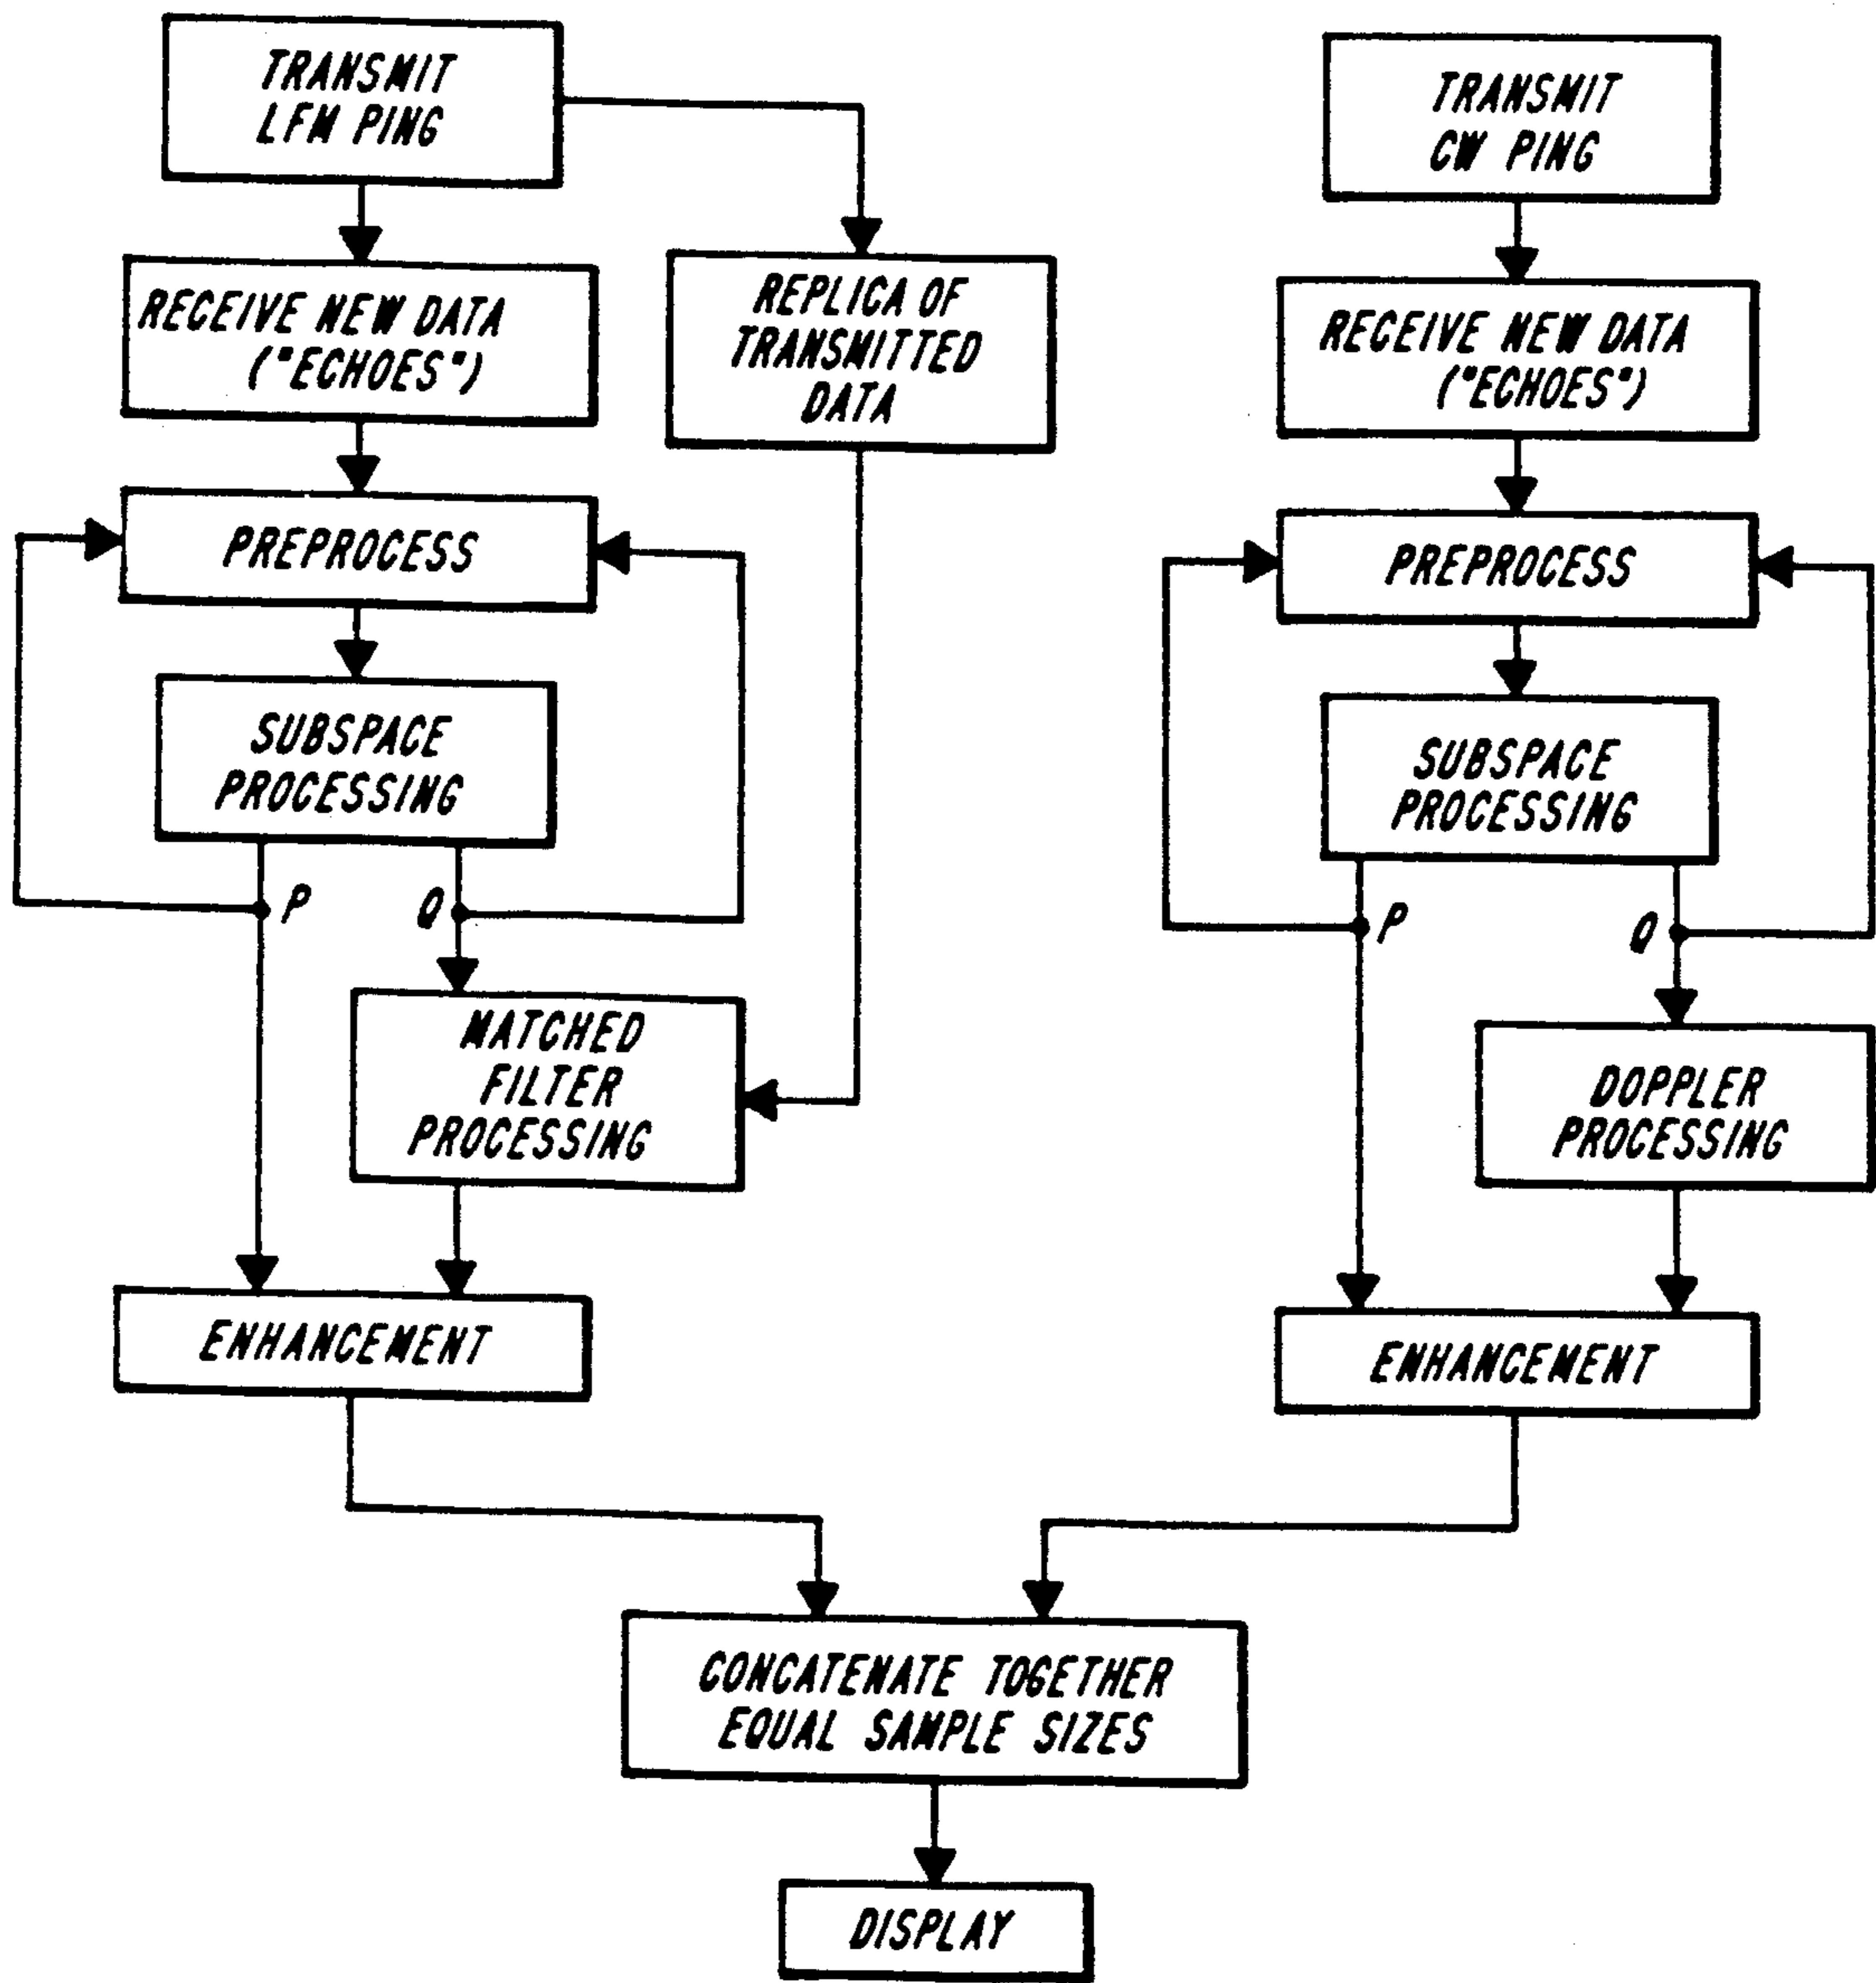 TRANSMIT
LFM PING
TRANSMIT
CW PING
RECEIVE NEW DATA
("ECHOES")
REPLICA OF
TRANSMITTED
DATA
RECEIVE NEW DATA
("ECHOES")
PREPROCESS
PREPROCESS
SUBSPACE
PROCESSING
SUBSPACE
PROCESSING
P
Q
P
Q
MATCHED
FILTER
PROCESSING
DOPPLER
PROCESSING
ENHANCEMENT
ENHANCEMENT
CONCATENATE TOGETHER
EQUAL SAMPLE SIZES
DISPLAY